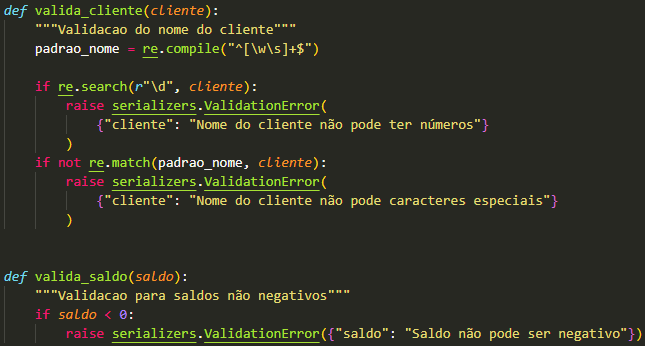 def valida_cliente(cliente):
    """Validacao do nome do cliente"""
    padrao_nome = re.compile("^[\w\s]+$")

    if re.search(r"\d", cliente):
        raise serializers.ValidationError(
            {"cliente": "Nome do cliente não pode ter números"}
        )
    if not re.match(padrao_nome, cliente):
        raise serializers.ValidationError(
            {"cliente": "Nome do cliente não pode caracteres especiais"}
        )


def valida_saldo(saldo):
    """Validacao para saldos não negativos"""
    if saldo < 0:
        raise serializers.ValidationError({"saldo": "Saldo não pode ser negativo"})